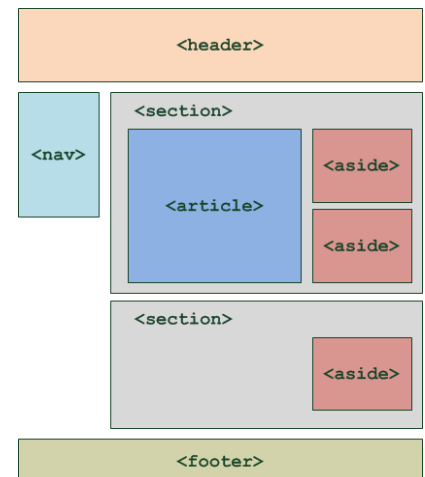 <header>
<nav>
<section>
<article>
<aside>
<aside>
<section>
<aside>
<footer>